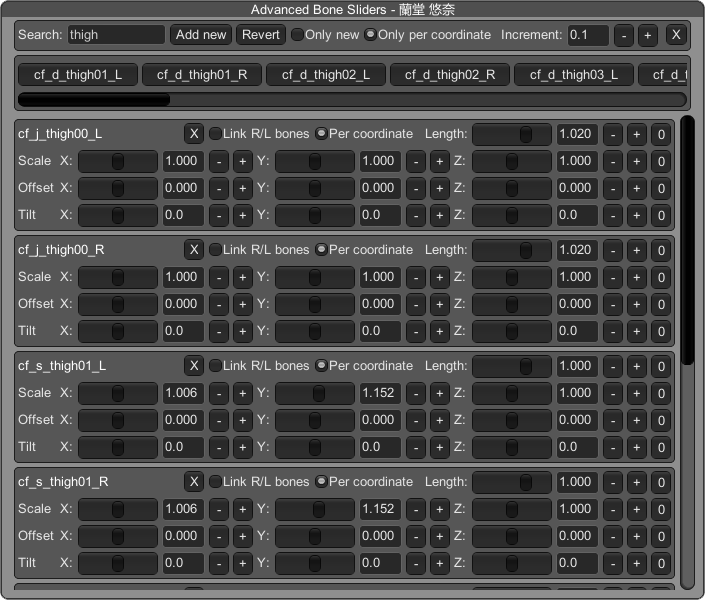 Advanced Bone Sliders - 蘭堂 悠奈
Search: thigh Add new Revert Only new Only per coordinate Increment: 0.1 - + X
cf_d_thigh01_L cf_d_thigh01_R cf_d_thigh02_L cf_d_thigh02_R cf_d_thigh03_L cf_d_t
cf_j_thigh00_L X Link R/L bones Per coordinate Length: 1.020 - + 0
Scale X: 1.000 - + Y: 1.000 - + Z: 1.000 - + 0
Offset X: 0.000 - + Y: 0.000 - + Z: 0.000 - + 0
Tilt X: 0.0 - + Y: 0.0 - + Z: 0.0 - + 0
cf_j_thigh00_R X Link R/L bones Per coordinate Length: 1.020 - + 0
Scale X: 1.000 - + Y: 1.000 - + Z: 1.000 - + 0
Offset X: 0.000 - + Y: 0.000 - + Z: 0.000 - + 0
Tilt X: 0.0 - + Y: 0.0 - + Z: 0.0 - + 0
cf_s_thigh01_L X Link R/L bones Per coordinate Length: 1.000 - + 0
Scale X: 1.006 - + Y: 1.152 - + Z: 1.000 - + 0
Offset X: 0.000 - + Y: 0.000 - + Z: 0.000 - + 0
Tilt X: 0.0 - + Y: 0.0 - + Z: 0.0 - + 0
cf_s_thigh01_R X Link R/L bones Per coordinate Length: 1.000 - + 0
Scale X: 1.006 - + Y: 1.152 - + Z: 1.000 - + 0
Offset X: 0.000 - + Y: 0.000 - + Z: 0.000 - + 0
Tilt X: 0.0 - + Y: 0.0 - + Z: 0.0 - + 0